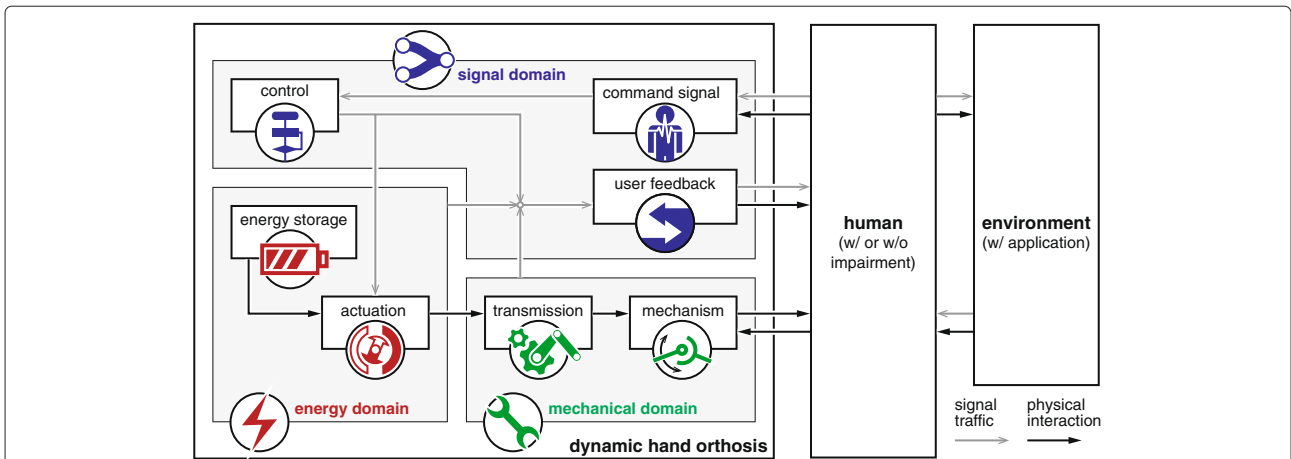 signal domain
control
command signal
user feedback
energy storage
actuation
transmission
mechanism
energy domain
mechanical domain
dynamic hand orthosis
human
(w/ or w/o
impairment)
environment
(w/ application)
signal
traffic
physical
interaction